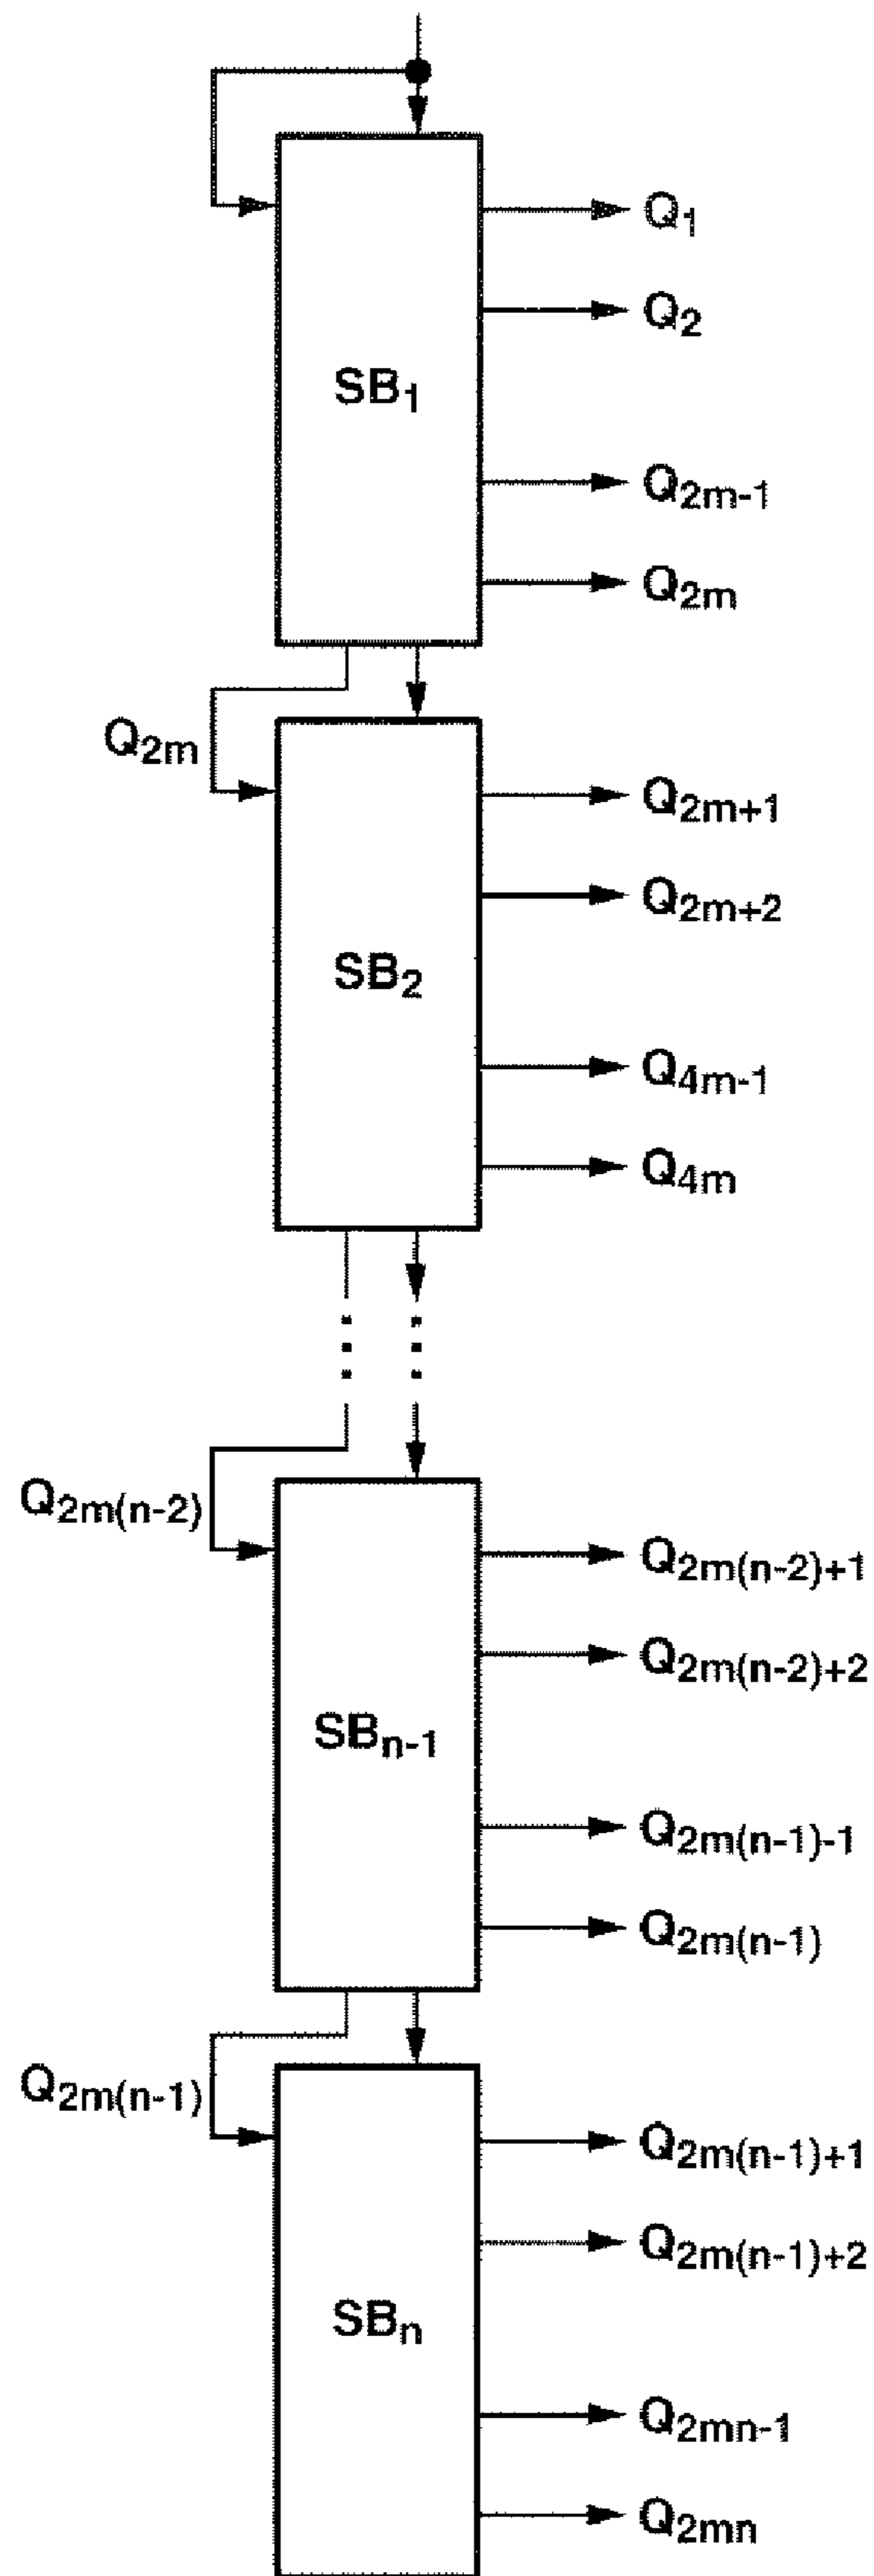 Q₁
Q₂
SB₁
Q₂ₘ₋₁
Q₂ₘ
Q₂ₘ
Q₂ₘ₊₁
Q₂ₘ₊₂
SB₂
Q₄ₘ₋₁
Q₄ₘ
Q₂ₘ₍ₙ₋₂₎
Q₂ₘ₍ₙ₋₂₎₊₁
Q₂ₘ₍ₙ₋₂₎₊₂
SBₙ₋₁
Q₂ₘ₍ₙ₋₁₎₋₁
Q₂ₘ₍ₙ₋₁₎
Q₂ₘ₍ₙ₋₁₎
Q₂ₘ₍ₙ₋₁₎₊₁
Q₂ₘ₍ₙ₋₁₎₊₂
SBₙ
Q₂ₘₙ₋₁
Q₂ₘₙ